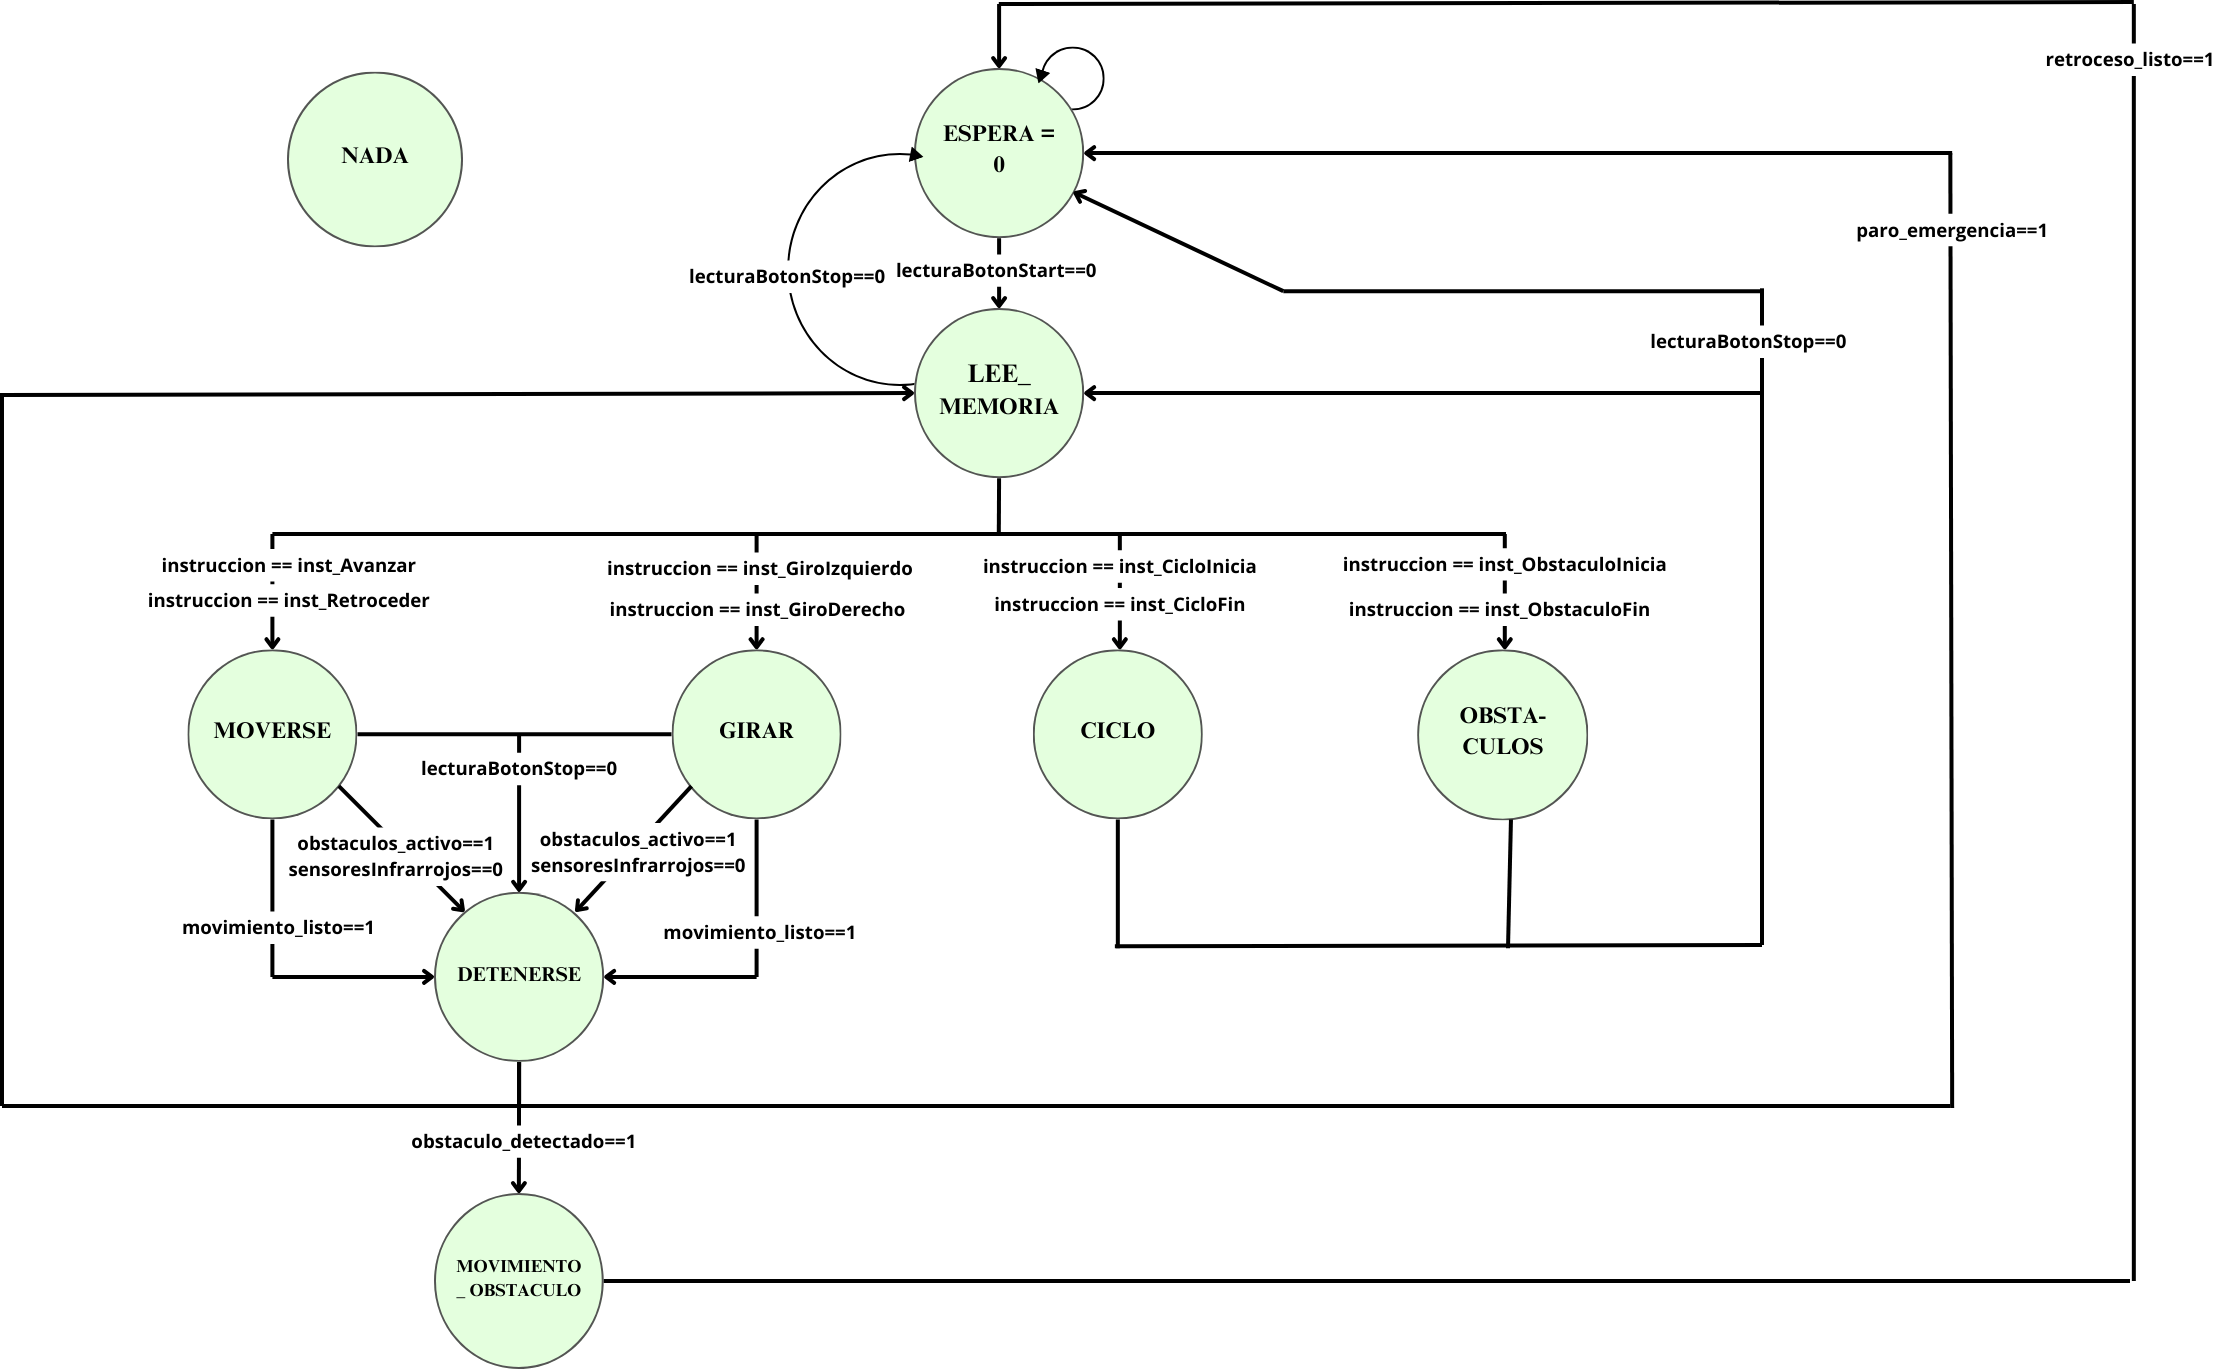 retroceso_listo==1
NADA
ESPERA =
0
paro_emergencia==1
lecturaBotonStop==0
lecturaBotonStart==0
lecturaBotonStop==0
LEE_
MEMORIA
instruccion == inst_Avanzar
instruccion == inst_Retroceder
instruccion == inst_GiroIzquierdo
instruccion == inst_GiroDerecho
instruccion == inst_CicloInicia
instruccion == inst_CicloFin
instruccion == inst_ObstaculoInicia
instruccion == inst_ObstaculoFin
MOVERSE
GIRAR
CICLO
OBSTA-
CULOS
lecturaBotonStop==0
obstaculos_activo==1
sensoresInfrarrojos==0
obstaculos_activo==1
sensoresInfrarrojos==0
movimiento_listo==1
movimiento_listo==1
DETENERSE
obstaculo_detectado==1
MOVIMIENTO
_ OBSTACULO